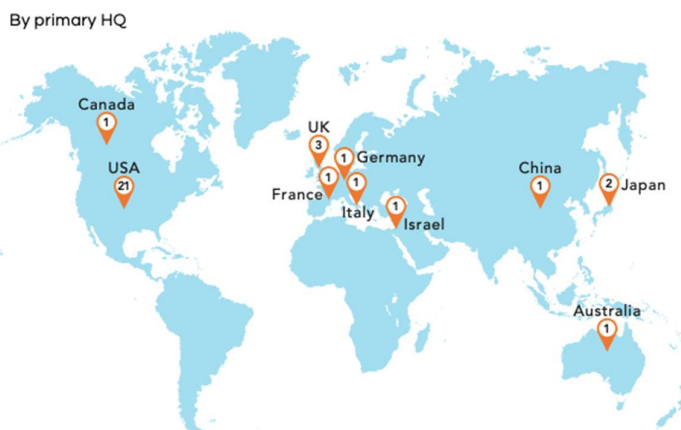 By primary HQ
Canada
1
USA
21
UK
3
1
Germany
France
1
Italy
1
1
Israel
China
1
2
Japan
Australia
1